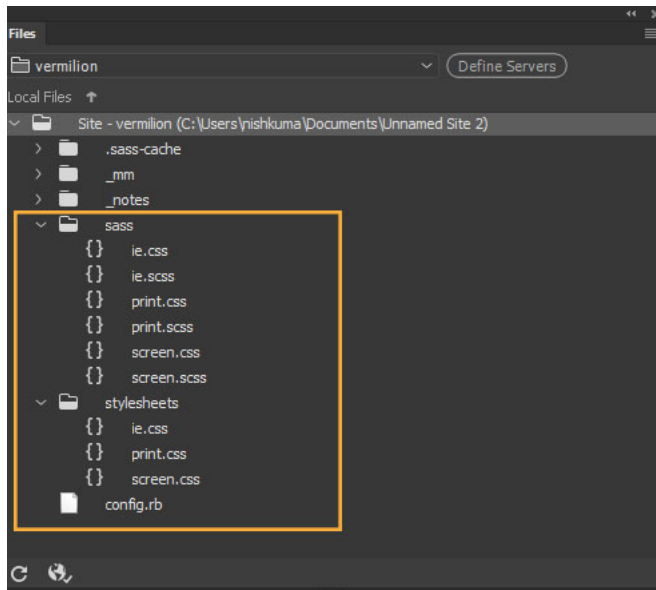 Files
vermilion Define Servers
Local Files
Site - vermilion (C:\Users\nishkuma\Documents\Unnamed Site 2)
.sass-cache
_mm
_notes
sass
{} ie.css
{} ie.scss
{} print.css
{} print.scss
{} screen.css
{} screen.scss
stylesheets
{} ie.css
{} print.css
{} screen.css
config.rb